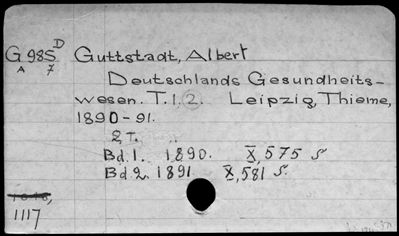 G 985 D Guttstadt, Albert
A 7
Deutschlands Gesundheits-
wesen. T. 1, 2. Leipzig, Thieme,
1890-91.
2 T.
Bd. 1. 1890. X, 575 S
Bd. 2. 1891. X, 581 S.
1117